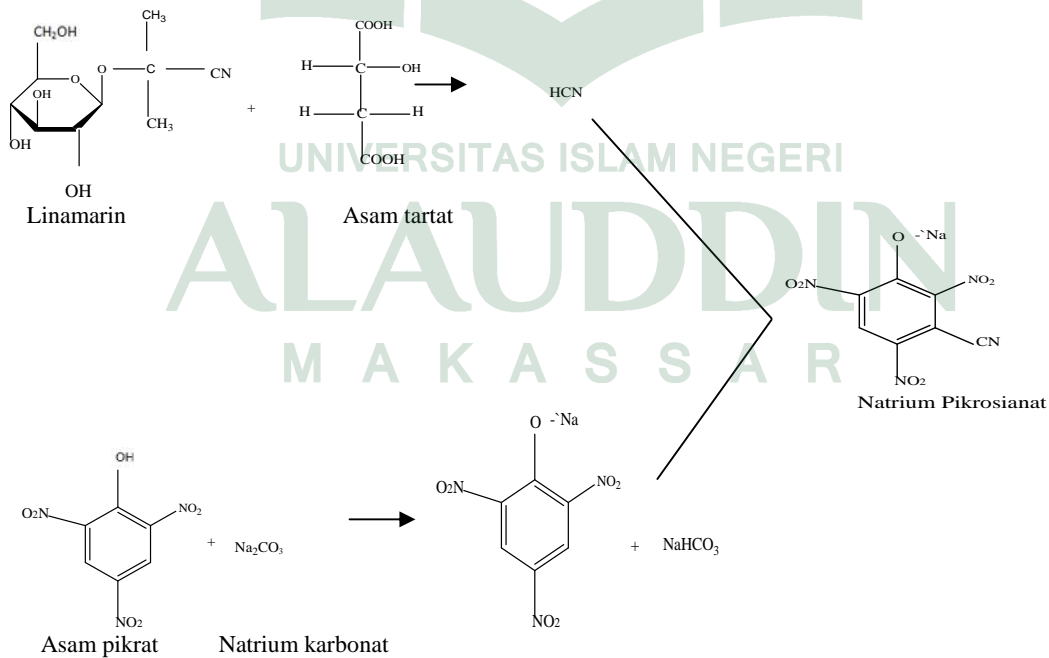 CH₂OH
CH₃
O
C
CN
O
OH
OH
CH₃
OH
Linamarin
+
COOH
H
C
OH
H
C
H
COOH
Asam tartat
HCN
UNIVERSITAS ISLAM NEGERI
ALAUDDIN
MAKASSAR
O -`Na
O2N
NO2
CN
NO2
Natrium Pikrosianat
OH
O2N
NO2
NO2
Asam pikrat
+
Na2CO3
Natrium karbonat
O -`Na
O2N
NO2
NO2
+
NaHCO3